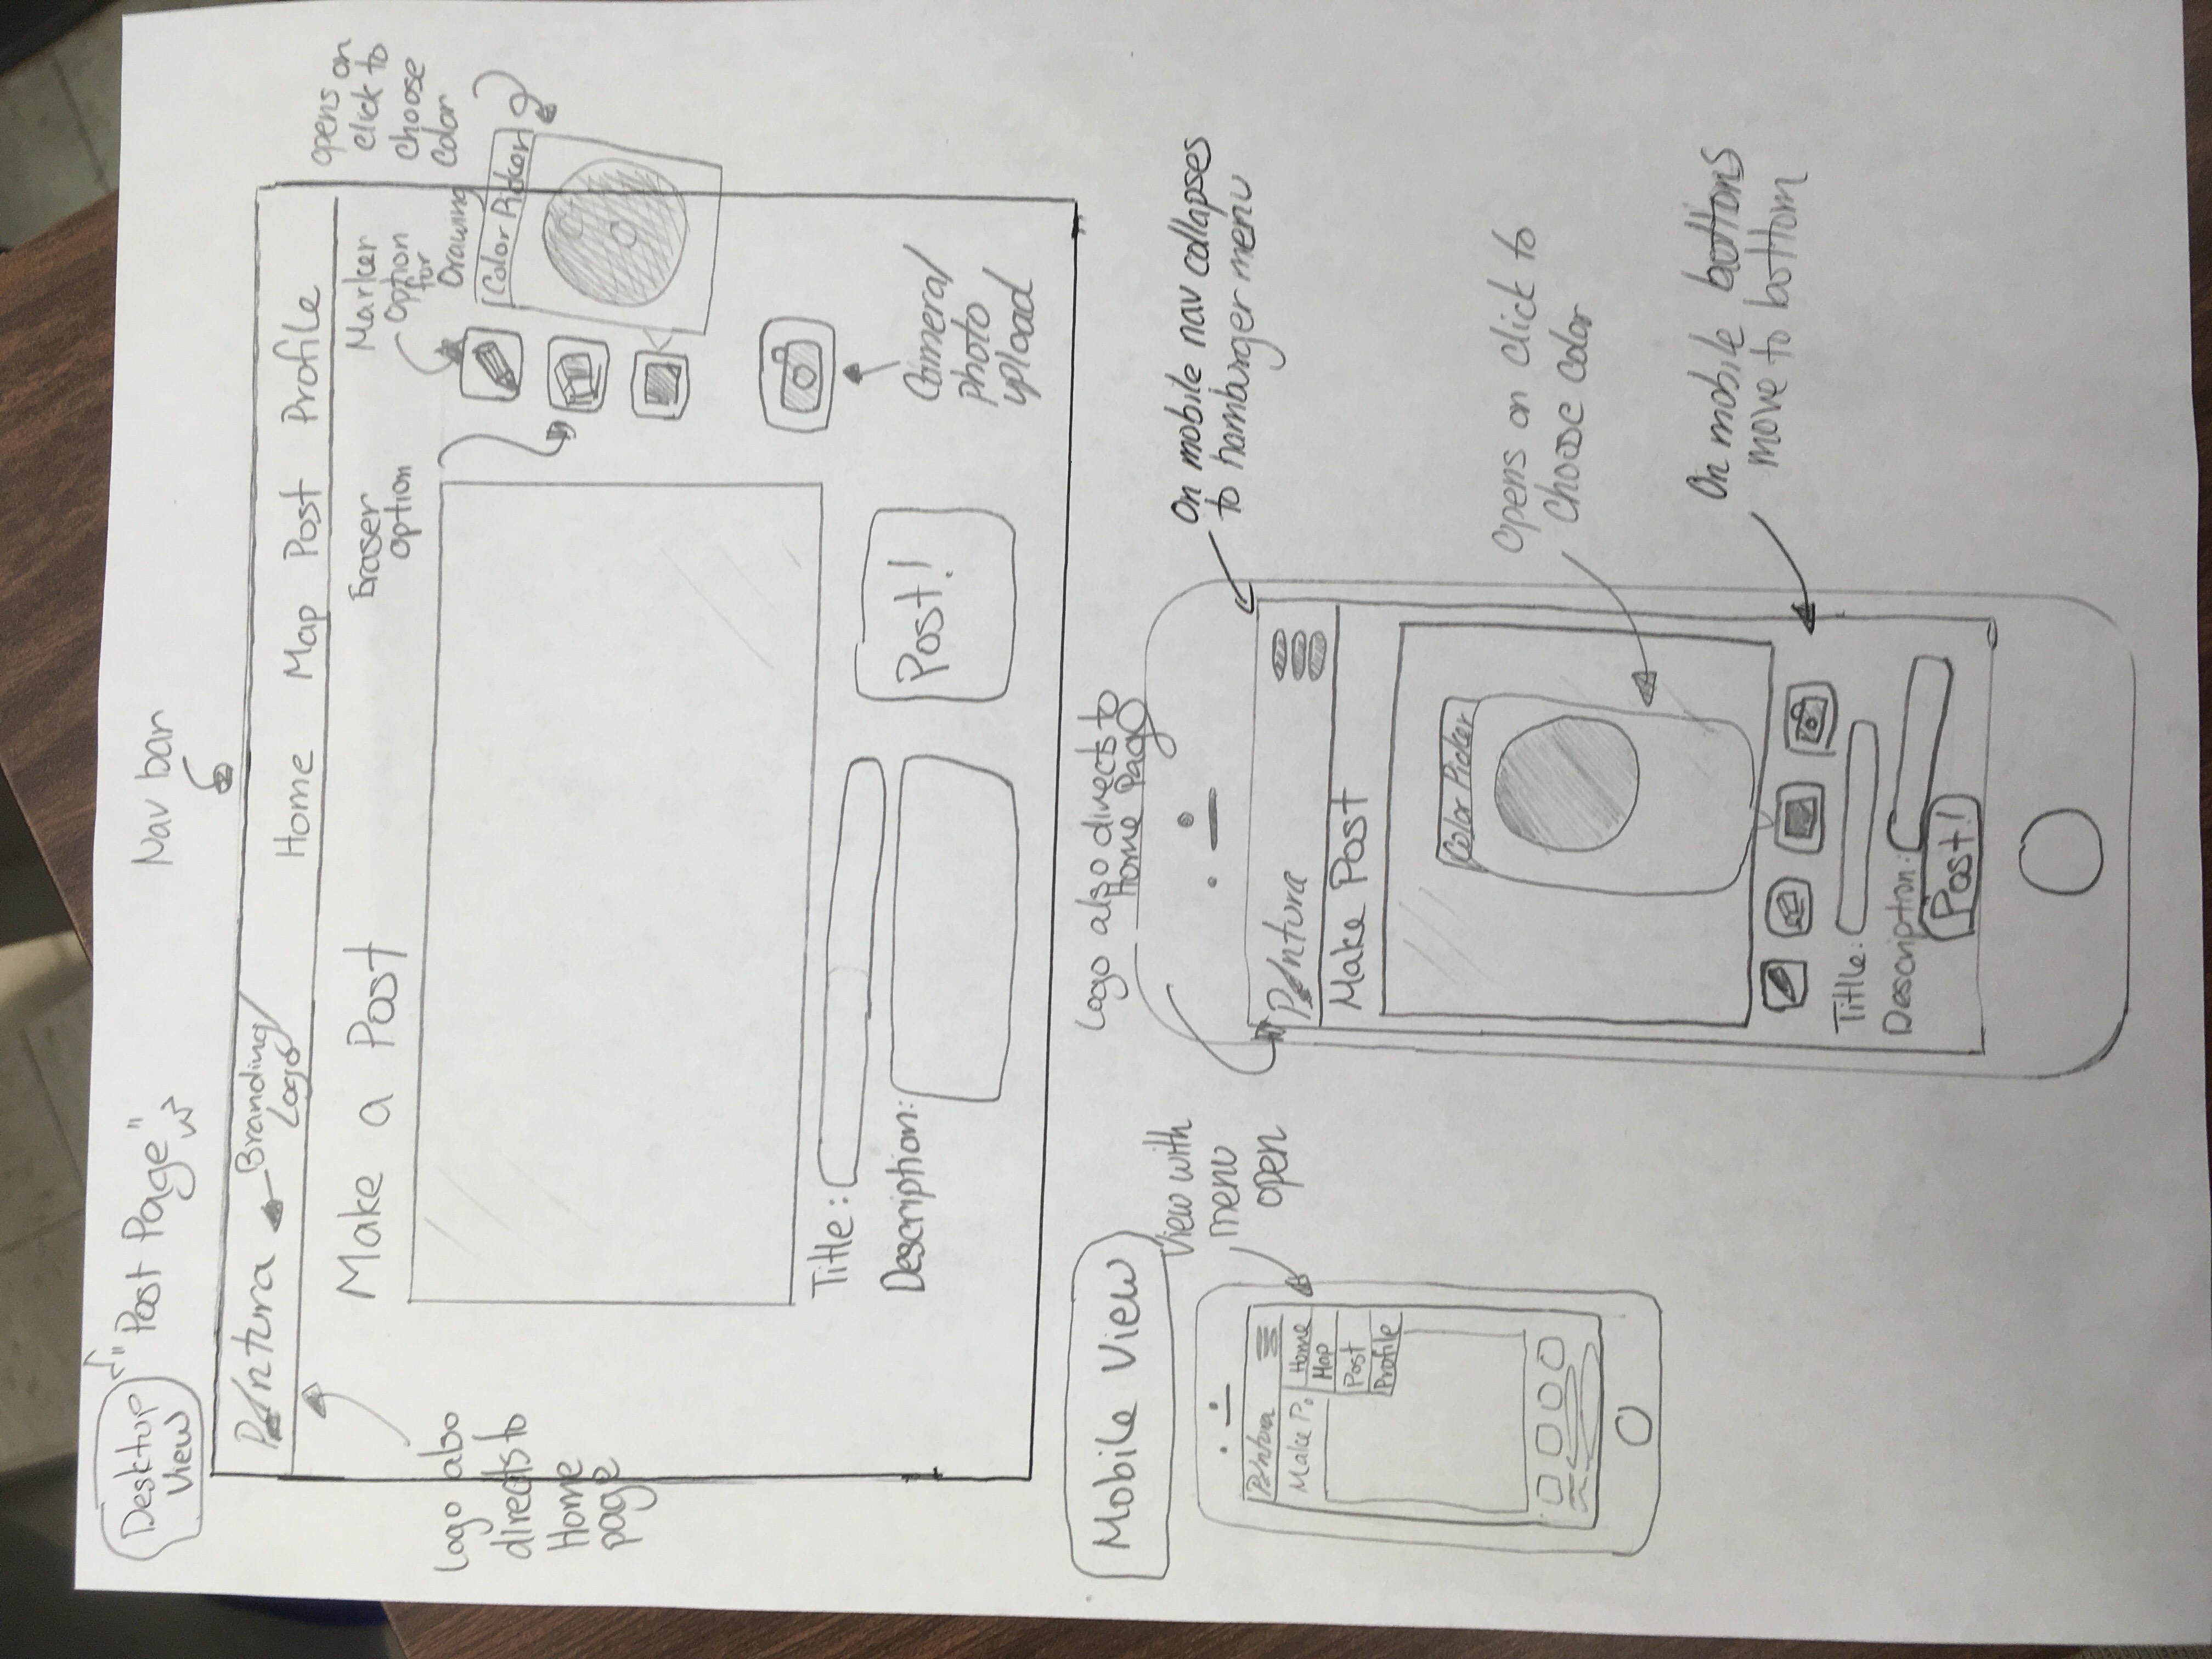 Desktop
View
"Post Page"
Nav bar
Pintura
Branding/
Logo
Home Map Post Profile
Logo also
directs to
Home
page
Make a Post
Eraser
option
Marker
option
for
Drawing
opens on
click to
choose
color
Color Picker
Title:
Description:
Post!
Camera/
photo
upload
Mobile View
View with
menu
open
Pintura
Make P.
Home
Map
Post
Profile
Logo also directs to
Home Page
On mobile nav collapses
to hamburger menu
Pintura
Make Post
Color Picker
Opens on click to
choose color
On mobile bottons
move to bottom
Titlle:
Description:
Post!